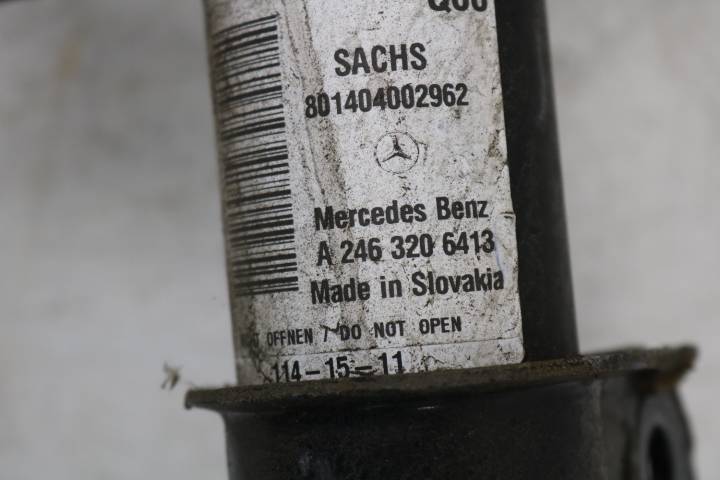 SACHS
801404002962
Mercedes Benz
A 246 320 6413
Made in Slovakia
OFFNEN / DO NOT OPEN
114-15-11